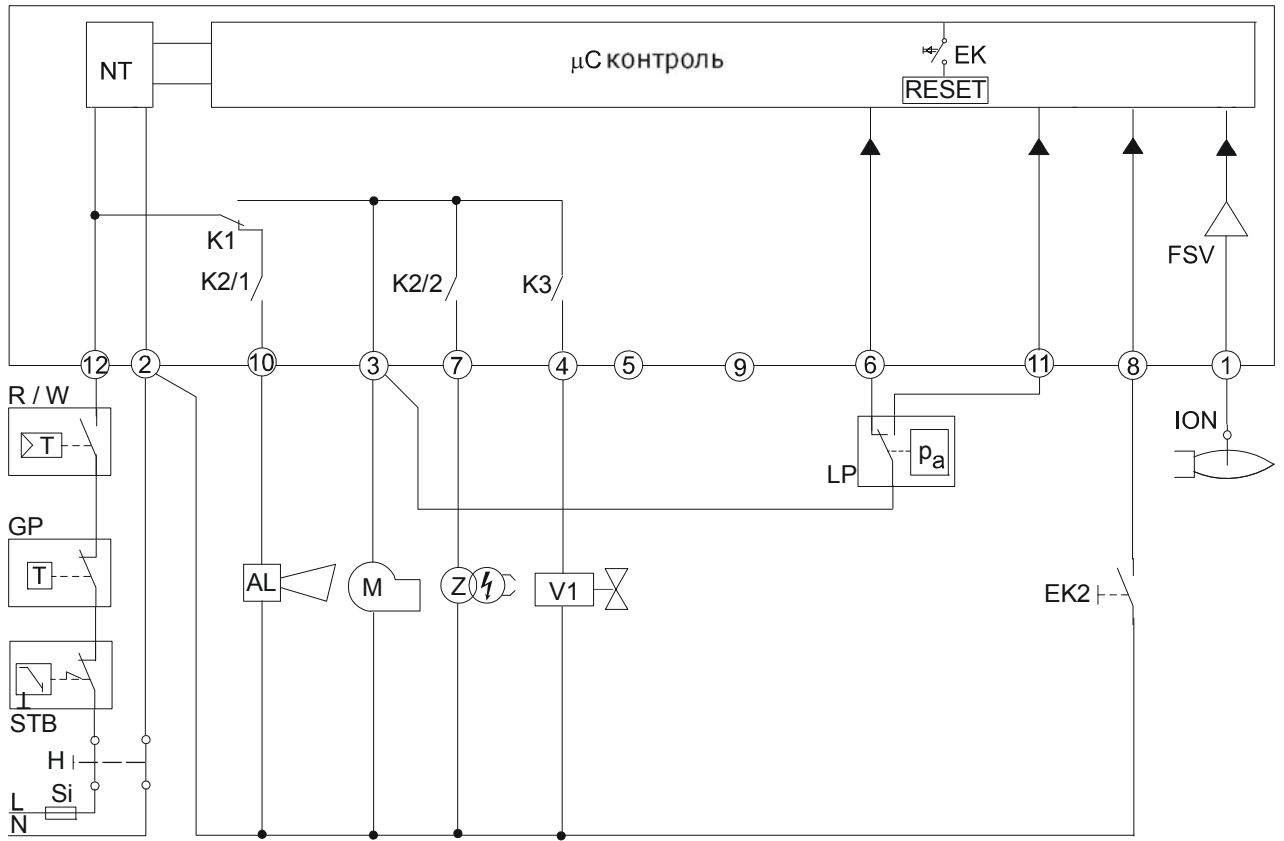 NT
μC контроль
EK
RESET
K1
K2/1
K2/2
K3
FSV
12
2
10
3
7
4
5
9
6
11
8
1
R / W
T
ION
LP
pa
GP
T
AL
M
Z
V1
EK2
STB
H
Si
L
N